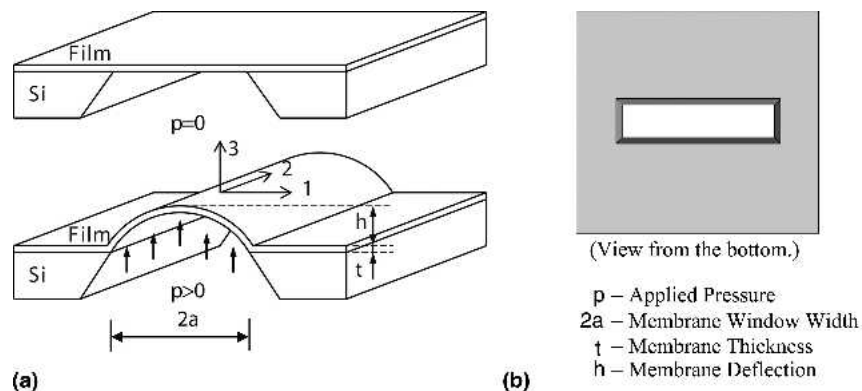 Film
Si
p=0
3
2
1
h
Film
Si
t
p>0
2a
(a)
(b)
(View from the bottom.)
p – Applied Pressure
2a – Membrane Window Width
t – Membrane Thickness
h – Membrane Deflection